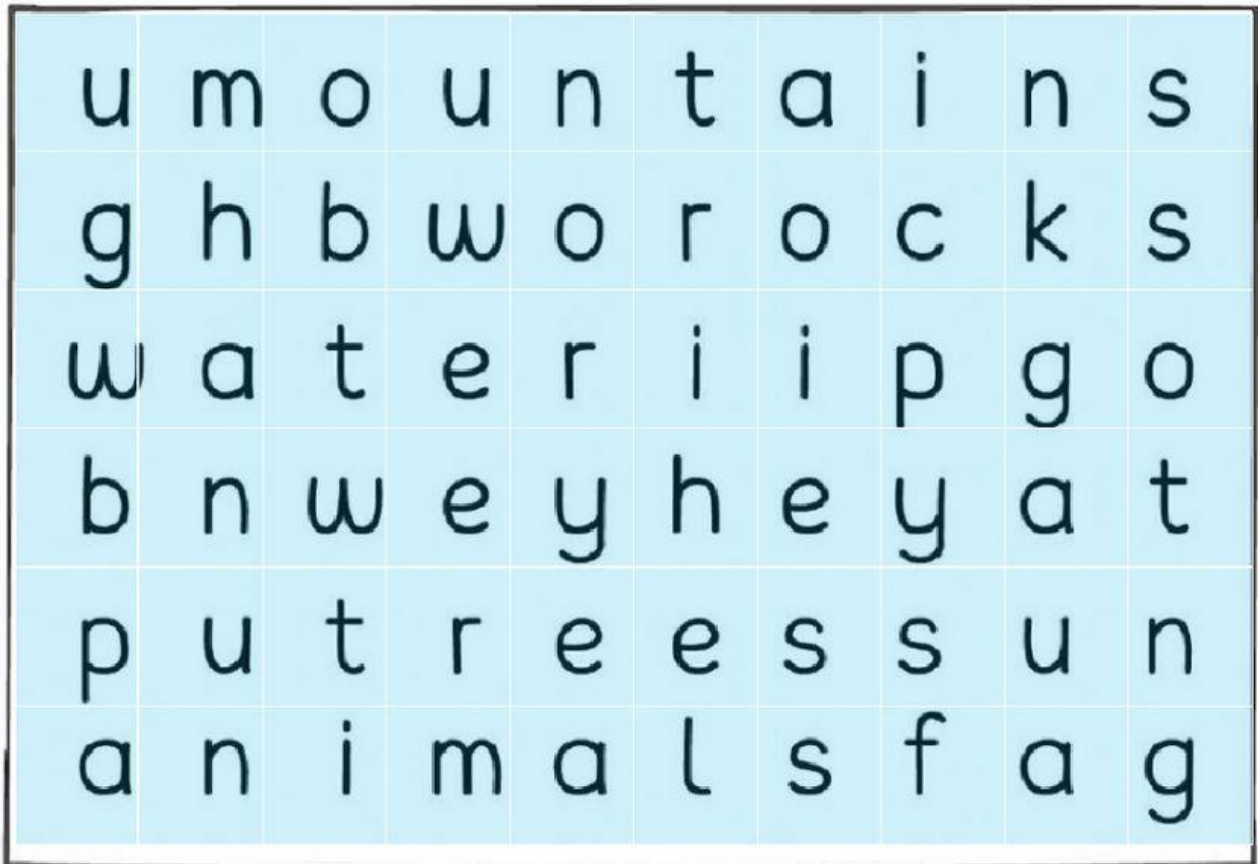 u m o u n t a i n s
g h b w o r o c k s
w a t e r i i p g o
b n w e y h e y a t
p u t r e e s s u n
a n i m a l s f a g